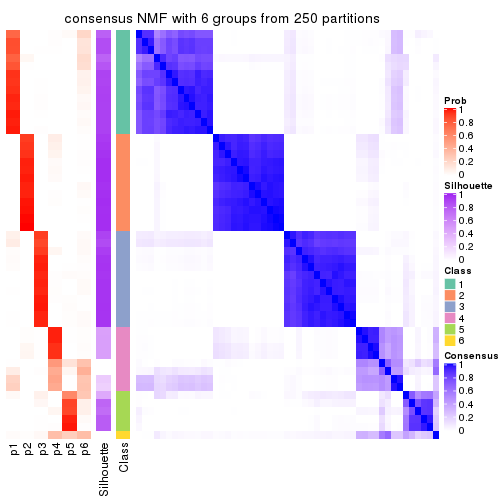 consensus NMF with 6 groups from 250 partitions
Prob
1
0.8
0.6
0.4
0.2
0
Silhouette
1
0.8
0.6
0.4
0.2
0
Class
1
2
3
4
5
6
Consensus
1
0.8
0.6
0.4
0.2
0
p1
p2
p3
p4
p5
p6
Silhouette
Class